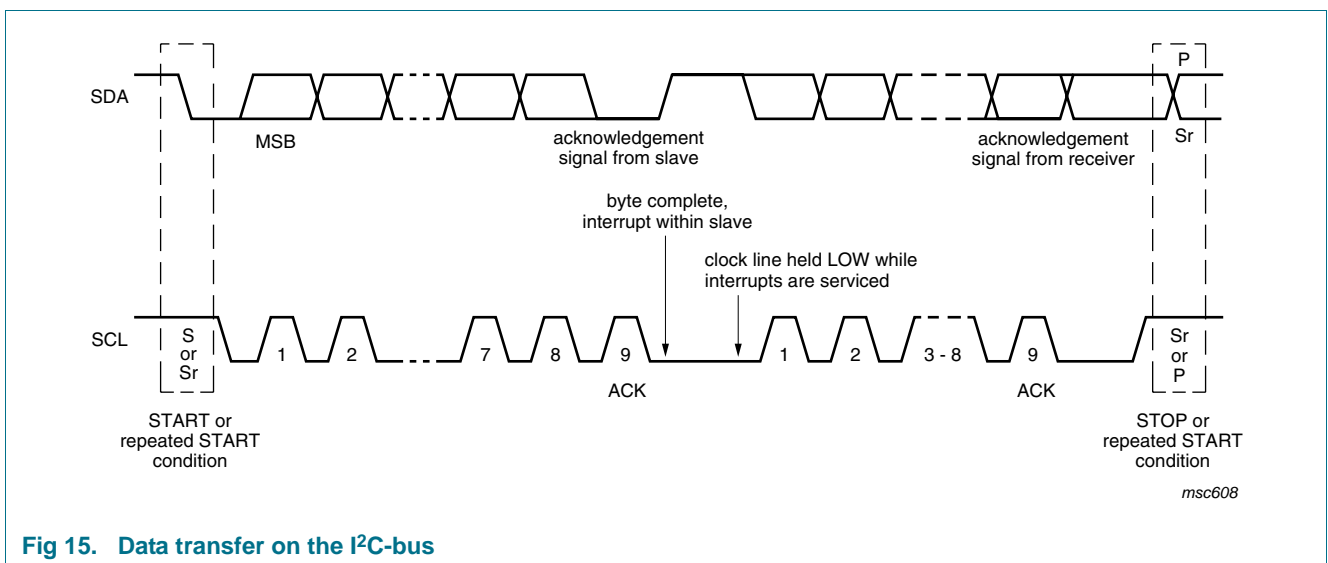 P
SDA
MSB
acknowledgement
signal from slave
acknowledgement
signal from receiver
Sr
byte complete,
interrupt within slave
clock line held LOW while
interrupts are serviced
SCL
S
or
Sr
1
2
7
8
9
1
2
3 - 8
9
Sr
or
P
ACK
ACK
START or
repeated START
condition
STOP or
repeated START
condition
msc608
Fig 15. Data transfer on the I²C-bus